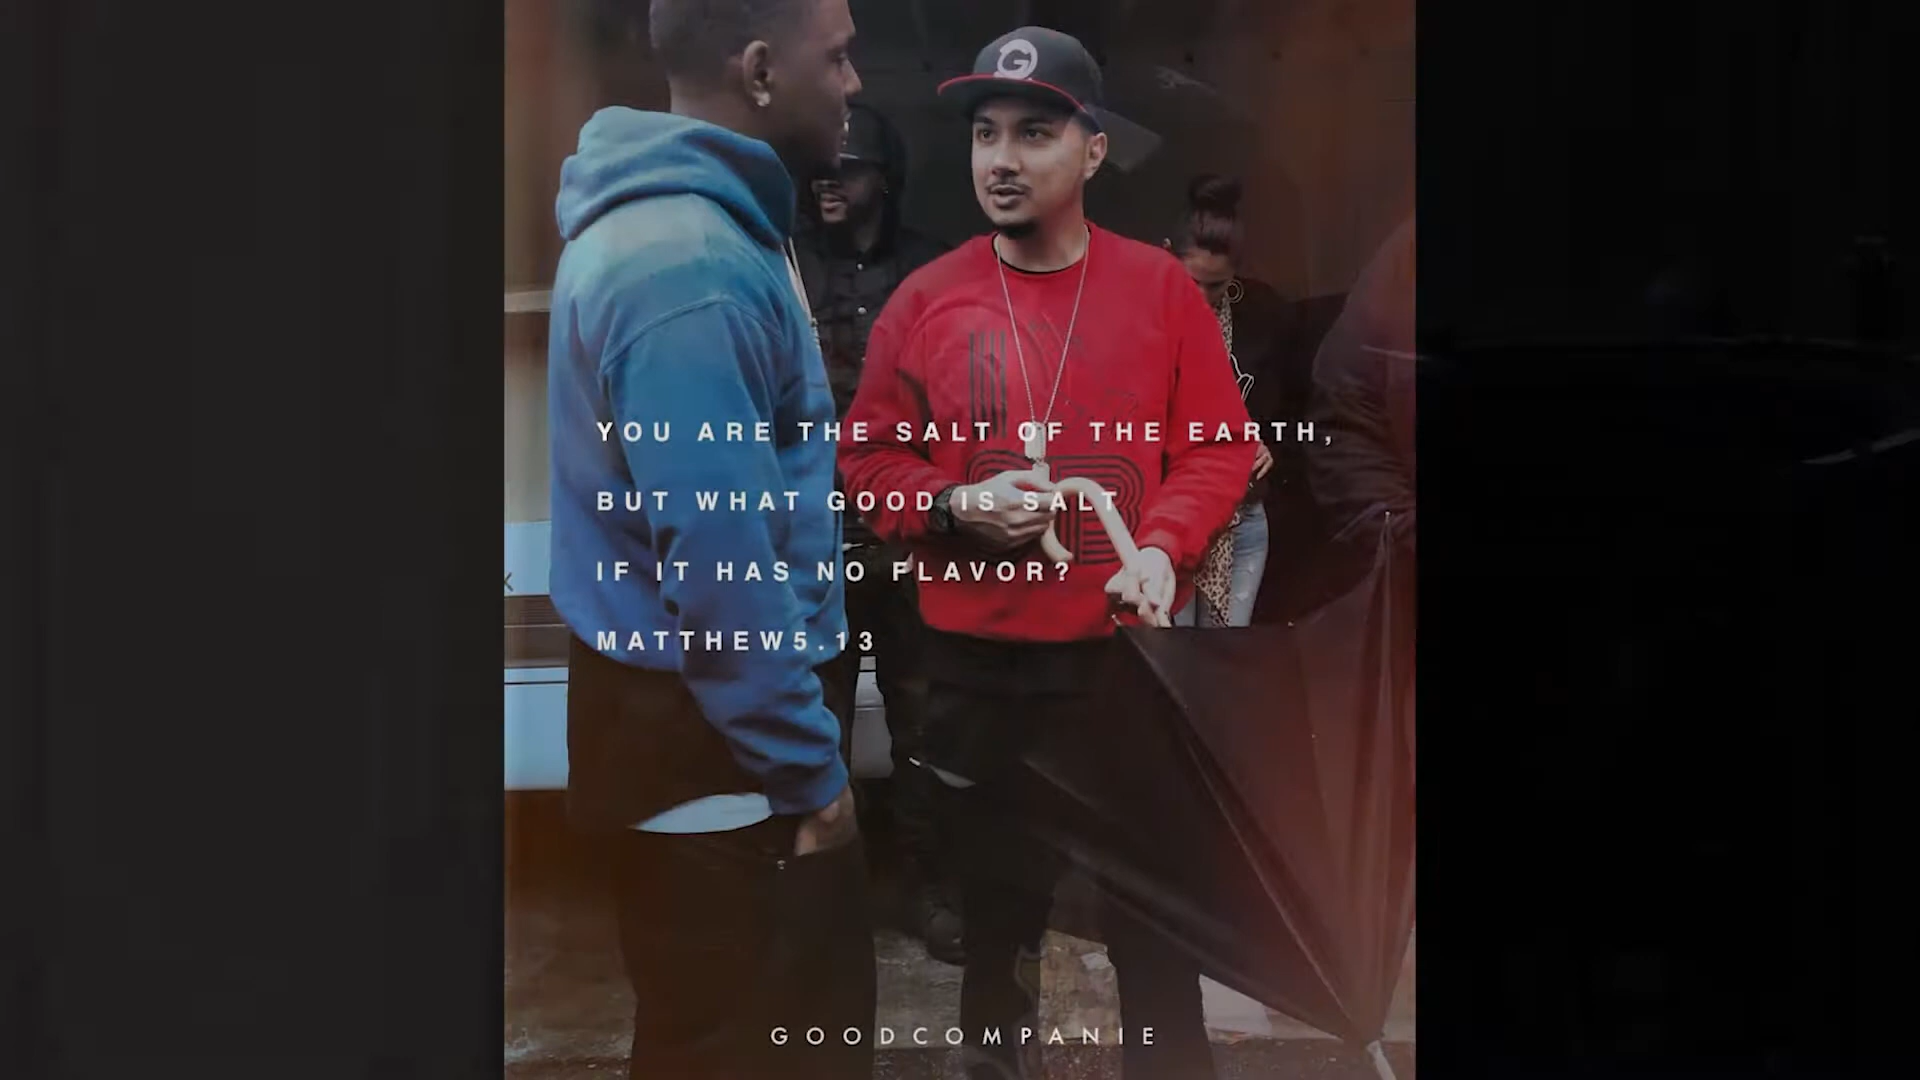 G
YOU ARE THE SALT OF THE EARTH,
BUT WHAT GOOD IS SALT
IF IT HAS NO FLAVOR?
MATTHEW5.13
GOODCOMPANIE